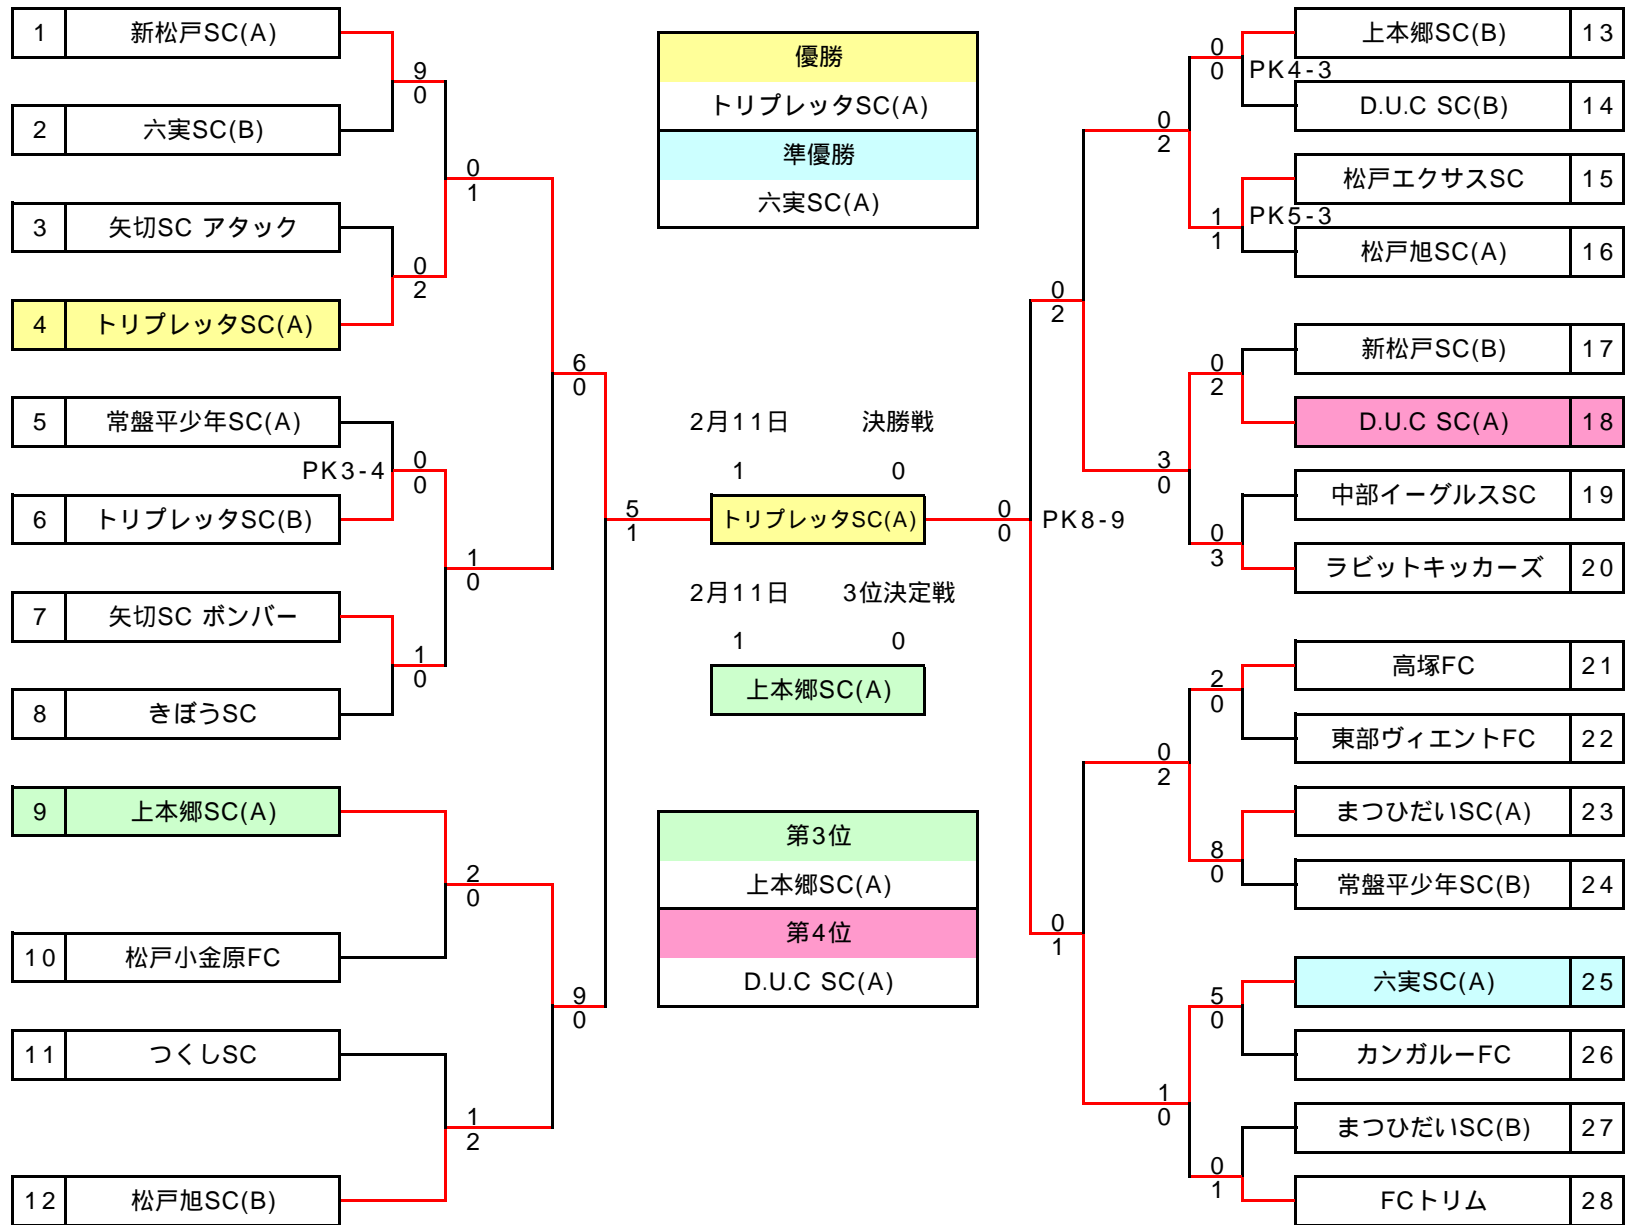 1 新松戸SC(A)
9
0
2 六実SC(B)
0
1
3 矢切SC アタック
0
2
4 トリプレッタSC(A)
6
0
5 常盤平少年SC(A)
PK3-4
0
0
6 トリプレッタSC(B)
1
0
7 矢切SC ボンバー
1
0
8 きぼうSC
5
1
9 上本郷SC(A)
2
0
10 松戸小金原FC
9
0
11 つくしSC
1
2
12 松戸旭SC(B)
優勝
トリプレッタSC(A)
準優勝
六実SC(A)
2月11日 決勝戦
1 0
トリプレッタSC(A)
2月11日 3位決定戦
1 0
上本郷SC(A)
第3位
上本郷SC(A)
第4位
D.U.C SC(A)
上本郷SC(B) 13
0
0
PK4-3
D.U.C SC(B) 14
0
2
松戸エクサスSC 15
1
1
PK5-3
松戸旭SC(A) 16
0
2
新松戸SC(B) 17
0
2
D.U.C SC(A) 18
3
0
中部イーグルスSC 19
0
3
ラビットキッカーズ 20
0
0
PK8-9
高塚FC 21
2
0
東部ヴィエントFC 22
0
2
まつひだいSC(A) 23
8
0
常盤平少年SC(B) 24
0
1
六実SC(A) 25
5
0
カンガルーFC 26
1
0
まつひだいSC(B) 27
0
1
FCトリム 28